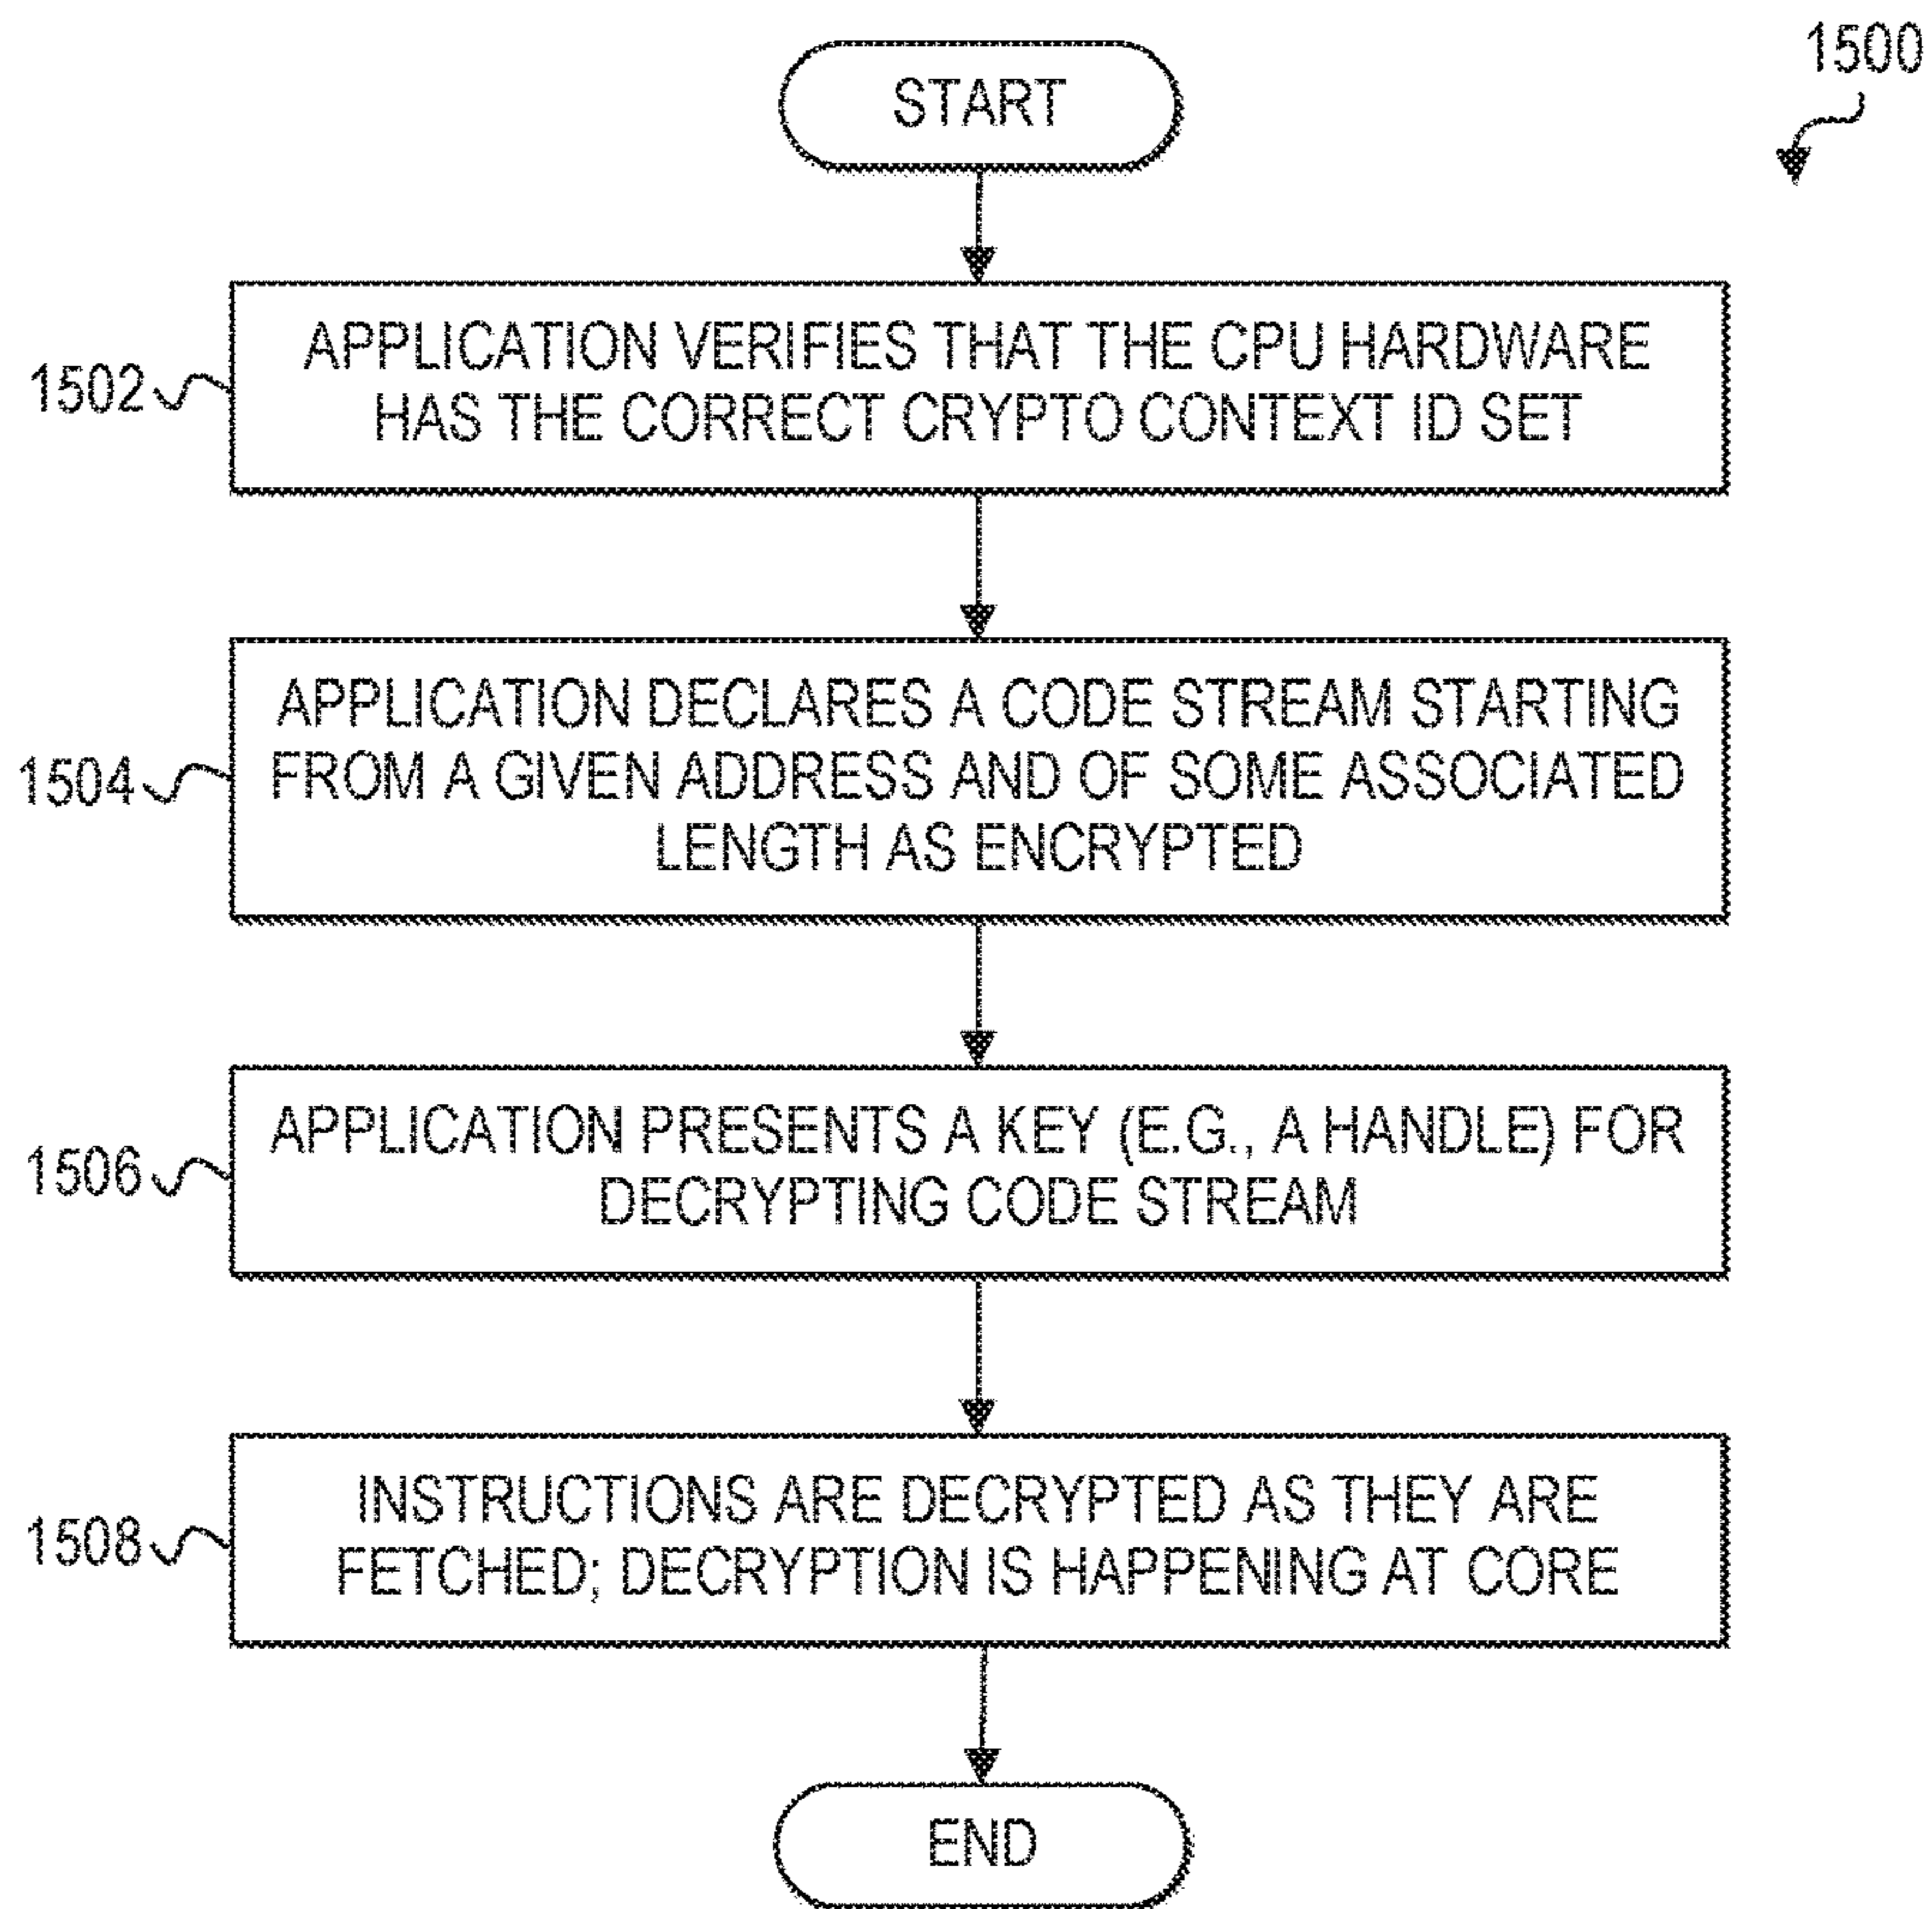 1500
START
1502
APPLICATION VERIFIES THAT THE CPU HARDWARE
HAS THE CORRECT CRYPTO CONTEXT ID SET
1504
APPLICATION DECLARES A CODE STREAM STARTING
FROM A GIVEN ADDRESS AND OF SOME ASSOCIATED
LENGTH AS ENCRYPTED
1506
APPLICATION PRESENTS A KEY (E.G., A HANDLE) FOR
DECRYPTING CODE STREAM
1508
INSTRUCTIONS ARE DECRYPTED AS THEY ARE
FETCHED; DECRYPTION IS HAPPENING AT CORE
END